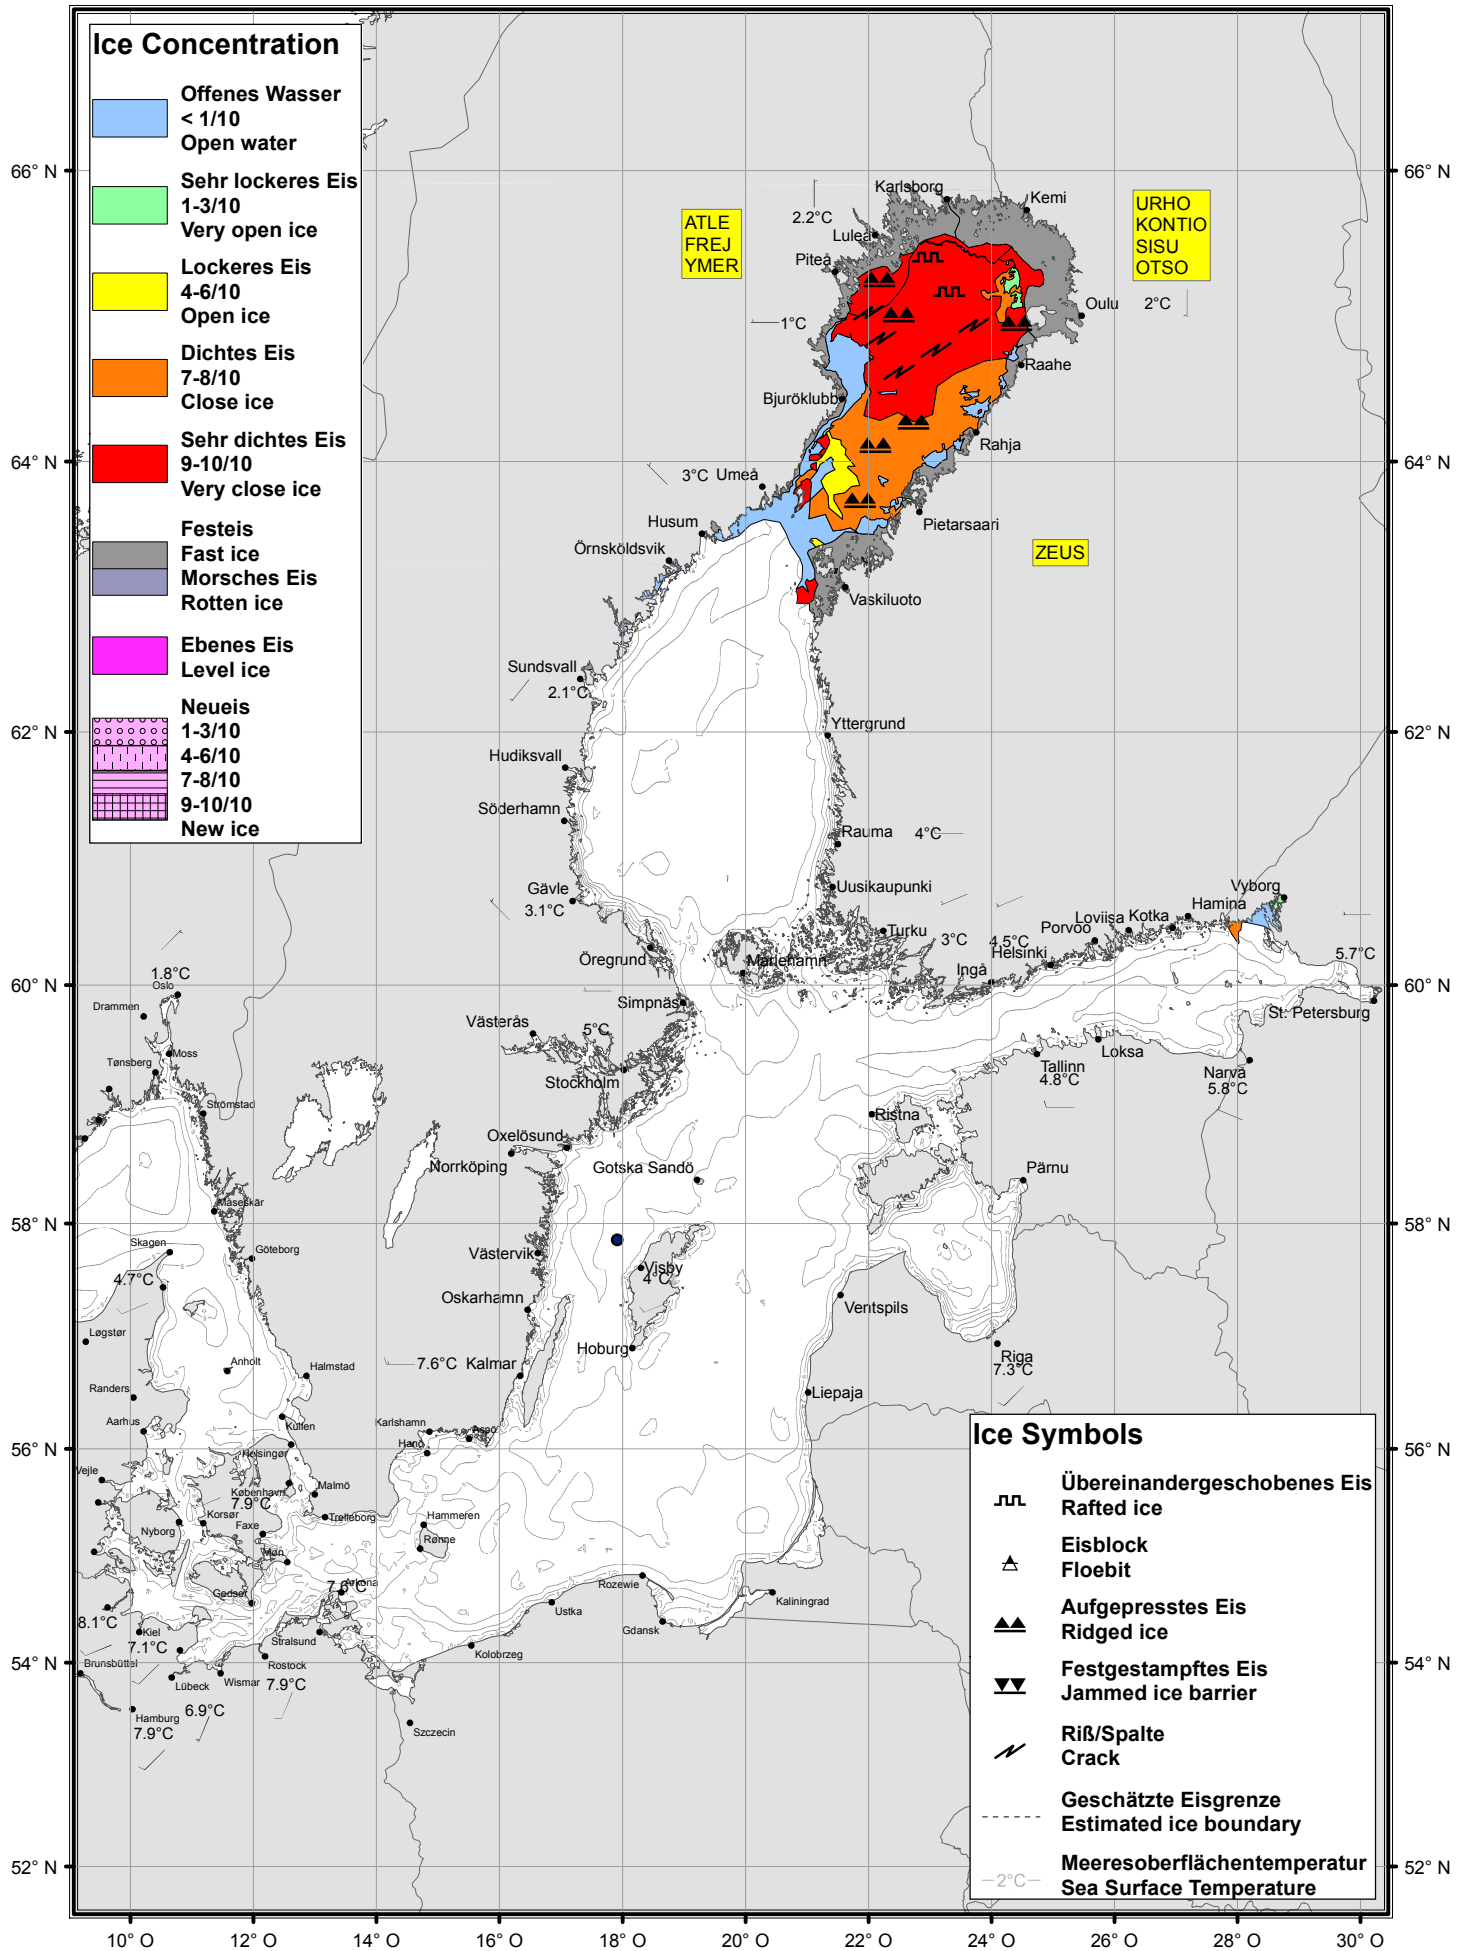 Ice Concentration
Offenes Wasser
< 1/10
Open water
Sehr lockeres Eis
1-3/10
Very open ice
Lockeres Eis
4-6/10
Open ice
Dichtes Eis
7-8/10
Close ice
Sehr dichtes Eis
9-10/10
Very close ice
Festeis
Fast ice
Morsches Eis
Rotten ice
Ebenes Eis
Level ice
Neueis
1-3/10
4-6/10
7-8/10
9-10/10
New ice
66° N
66° N
64° N
64° N
62° N
62° N
60° N
60° N
58° N
58° N
56° N
56° N
54° N
54° N
52° N
52° N
ATLE
FREJ
YMER
URHO
KONTIO
SISU
OTSO
ZEUS
Karlsborg
Kemi
2.2°C
Luleå
Piteå
Oulu
2°C
1°C
Raahe
Bjuröklubb
Rahja
3°C Umeå
Pietarsaari
Husum
Örnsköldsvik
Vaskiluoto
Sundsvall
2.1°C
Yttergrund
Hudiksvall
Söderhamn
Rauma
4°C
Gävle
3.1°C
Uusikaupunki
Vyborg
Hamina
Loviisa
Kotka
Porvoo
Turku
3°C
4.5°C
Helsinki
Öregrund
Mariehamn
Ingå
5.7°C
1.8°C
Oslo
Drammen
Simpnäs
St. Petersburg
Västerås
5°C
Moss
Tønsberg
Stockholm
Tallinn
4.8°C
Loksa
Narva
5.8°C
Strömstad
Ristna
Oxelösund
Norrköping
Gotska Sandö
Pärnu
Måseskär
Skagen
Göteborg
Västervik
Visby
4°C
4.7°C
Oskarhamn
Ventspils
Løgstør
Hoburg
Riga
7.3°C
Anholt
Halmstad
7.6°C
Kalmar
Randers
Liepaja
Aarhus
Kullen
Karlshamn
Aspö
Hanö
Helsingør
Vejle
København
7.9°C
Malmö
Nyborg
Korsør
Faxe
Trelleborg
Hammeren
Rønne
Møn
Gedser
7.6°C
Arkona
Rozewie
Kaliningrad
8.1°C
Kiel
7.1°C
Stralsund
Ustka
Gdansk
Brunsbüttel
Rostock
7.9°C
Kolobrzeg
Lübeck
Wismar
6.9°C
Hamburg
7.9°C
Szczecin
Ice Symbols
Übereinandergeschobenes Eis
Rafted ice
Eisblock
Floebit
Aufgepresstes Eis
Ridged ice
Festgestampftes Eis
Jammed ice barrier
Riß/Spalte
Crack
Geschätzte Eisgrenze
Estimated ice boundary
2°C
Meeresoberflächentemperatur
Sea Surface Temperature
10° O
12° O
14° O
16° O
18° O
20° O
22° O
24° O
26° O
28° O
30° O